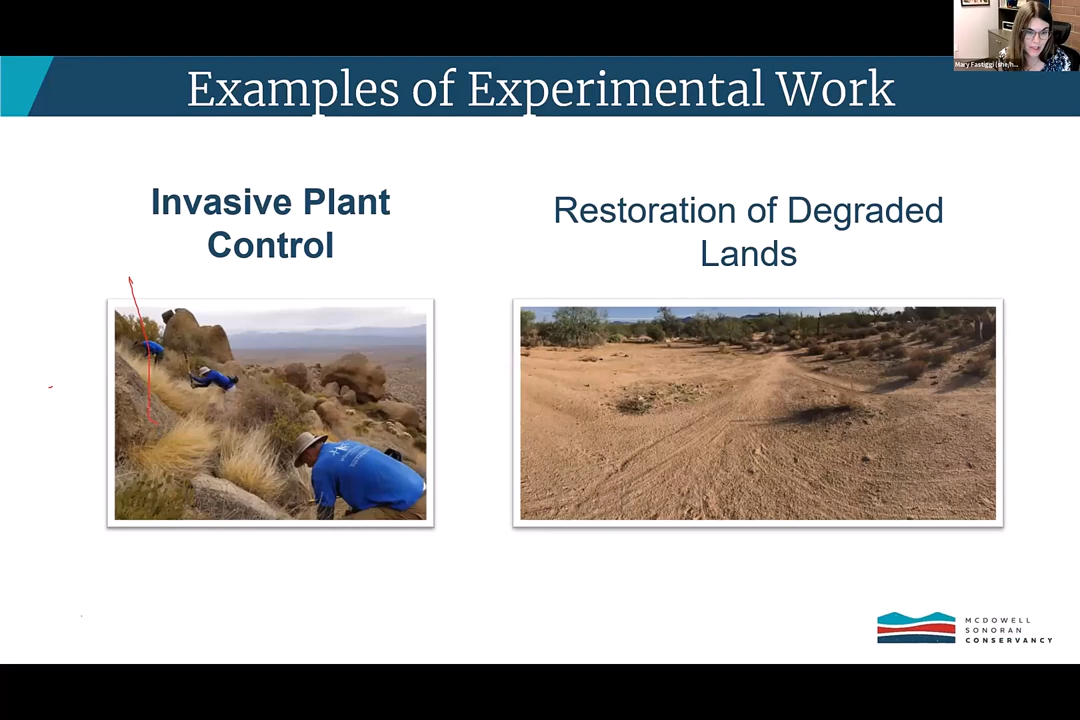 Mary Fastiggi (she/h...
Examples of Experimental Work
Invasive Plant
Control
Restoration of Degraded
Lands
MCDOWELL
SONORAN
CONSERVANCY